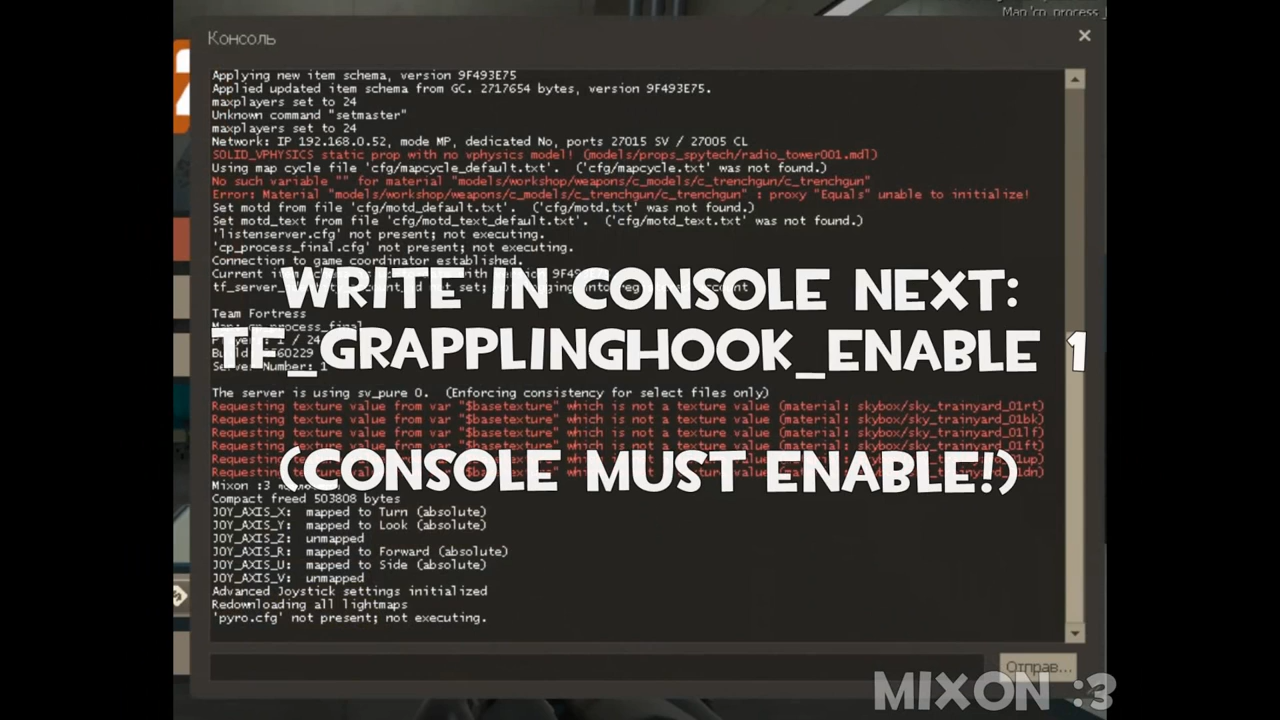 Map 'cp_process_
Консоль
Applying new item schema, version 9F493E75
Applied updated item schema from GC. 2717654 bytes, version 9F493E75.
maxplayers set to 24
Unknown command "setmaster"
maxplayers set to 24
Network: IP 192.168.0.52, mode MP, dedicated No, ports 27015 SV / 27005 CL
SOLID_VPHYSICS static prop with no vphysics model! (models/props_spytech/radio_tower001.mdl)
Using map cycle file 'cfg/mapcycle_default.txt'. ('cfg/mapcycle.txt' was not found.)
No such variable "" for material "models/workshop/weapons/c_models/c_trenchgun/c_trenchgun"
Error: Material "models/workshop/weapons/c_models/c_trenchgun/c_trenchgun" : proxy "Equals" unable to initialize!
Set motd from file 'cfg/motd_default.txt'. ('cfg/motd.txt' was not found.)
Set motd_text from file 'cfg/motd_text_default.txt'. ('cfg/motd_text.txt' was not found.)
'listenserver.cfg' not present; not executing.
'cp_process_final.cfg' not present; not executing.
Connection to game coordinator established.
Current it
WRITE IN CONSOLE NEXT:
Team Fortress
Map: cp_process_final
TF_GRAPPLINGHOOK_ENABLE 1
Server Number: 1
The server is using sv_pure 0. (Enforcing consistency for select files only)
Requesting texture value from var "$basetexture" which is not a texture value (material: skybox/sky_trainyard_01rt)
Requesting texture value from var "$basetexture" which is not a texture value (material: skybox/sky_trainyard_01bk)
Requesting texture value from var "$basetexture" which is not a texture value (material: skybox/sky_trainyard_01lf)
Requesting texture value from var "$basetexture" which is not a texture value (material: skybox/sky_trainyard_01ft)
(CONSOLE MUST ENABLE!)
Mixon :3
Compact freed 503808 bytes
JOY_AXIS_X: mapped to Turn (absolute)
JOY_AXIS_Y: mapped to Look (absolute)
JOY_AXIS_Z: unmapped
JOY_AXIS_R: mapped to Forward (absolute)
JOY_AXIS_U: mapped to Side (absolute)
JOY_AXIS_V: unmapped
Advanced Joystick settings initialized
Redownloading all lightmaps
'pyro.cfg' not present; not executing.
Отправ...
MIXON :3